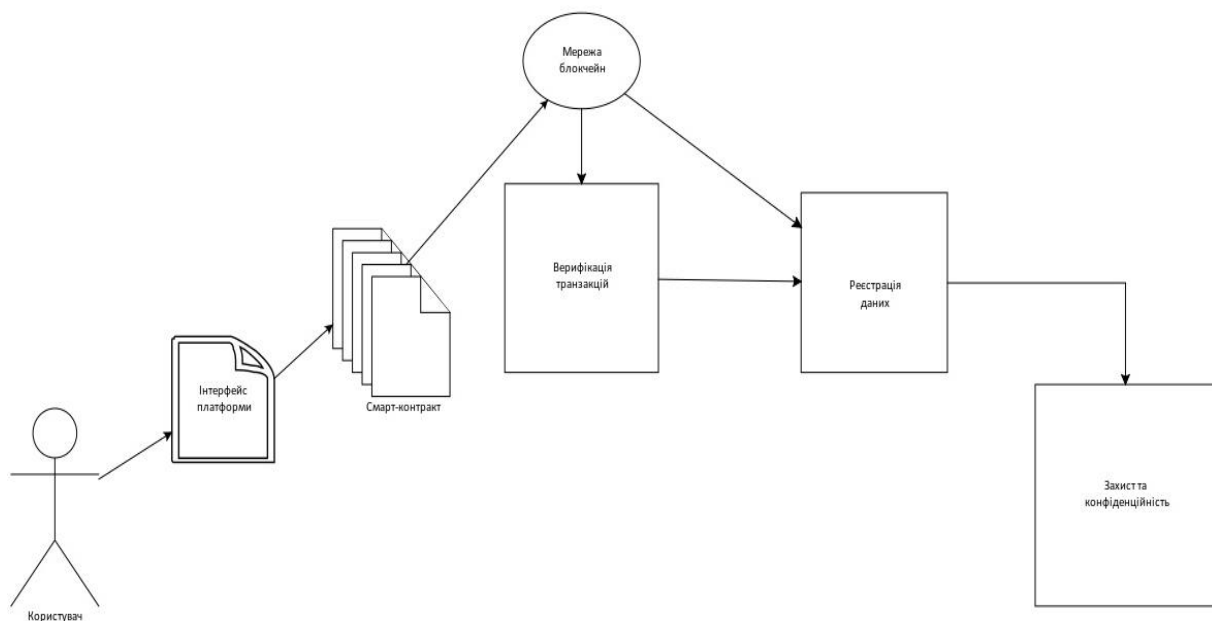 Мережа
блокчейн
Верифікація
транзакцій
Реєстрація
даних
Інтерфейс
платформи
Смарт-контракт
Захист та
конфіденційність
Користувач